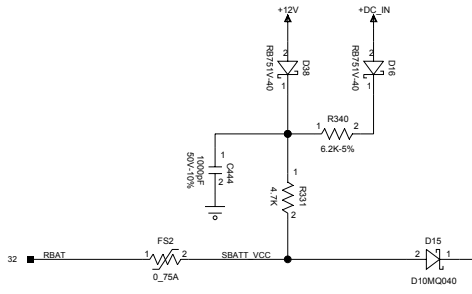 +12V
+DC_IN
2
D38
RB751V-40
1
2
D16
RB751V-40
1
R340
1
2
6.2K-5%
1
C444
1000pF
50V-10%
2
1
R331
4.7K
2
32
RBAT
FS2
1
2
0_75A
SBATT_VCC
D15
2
1
D10MQ040